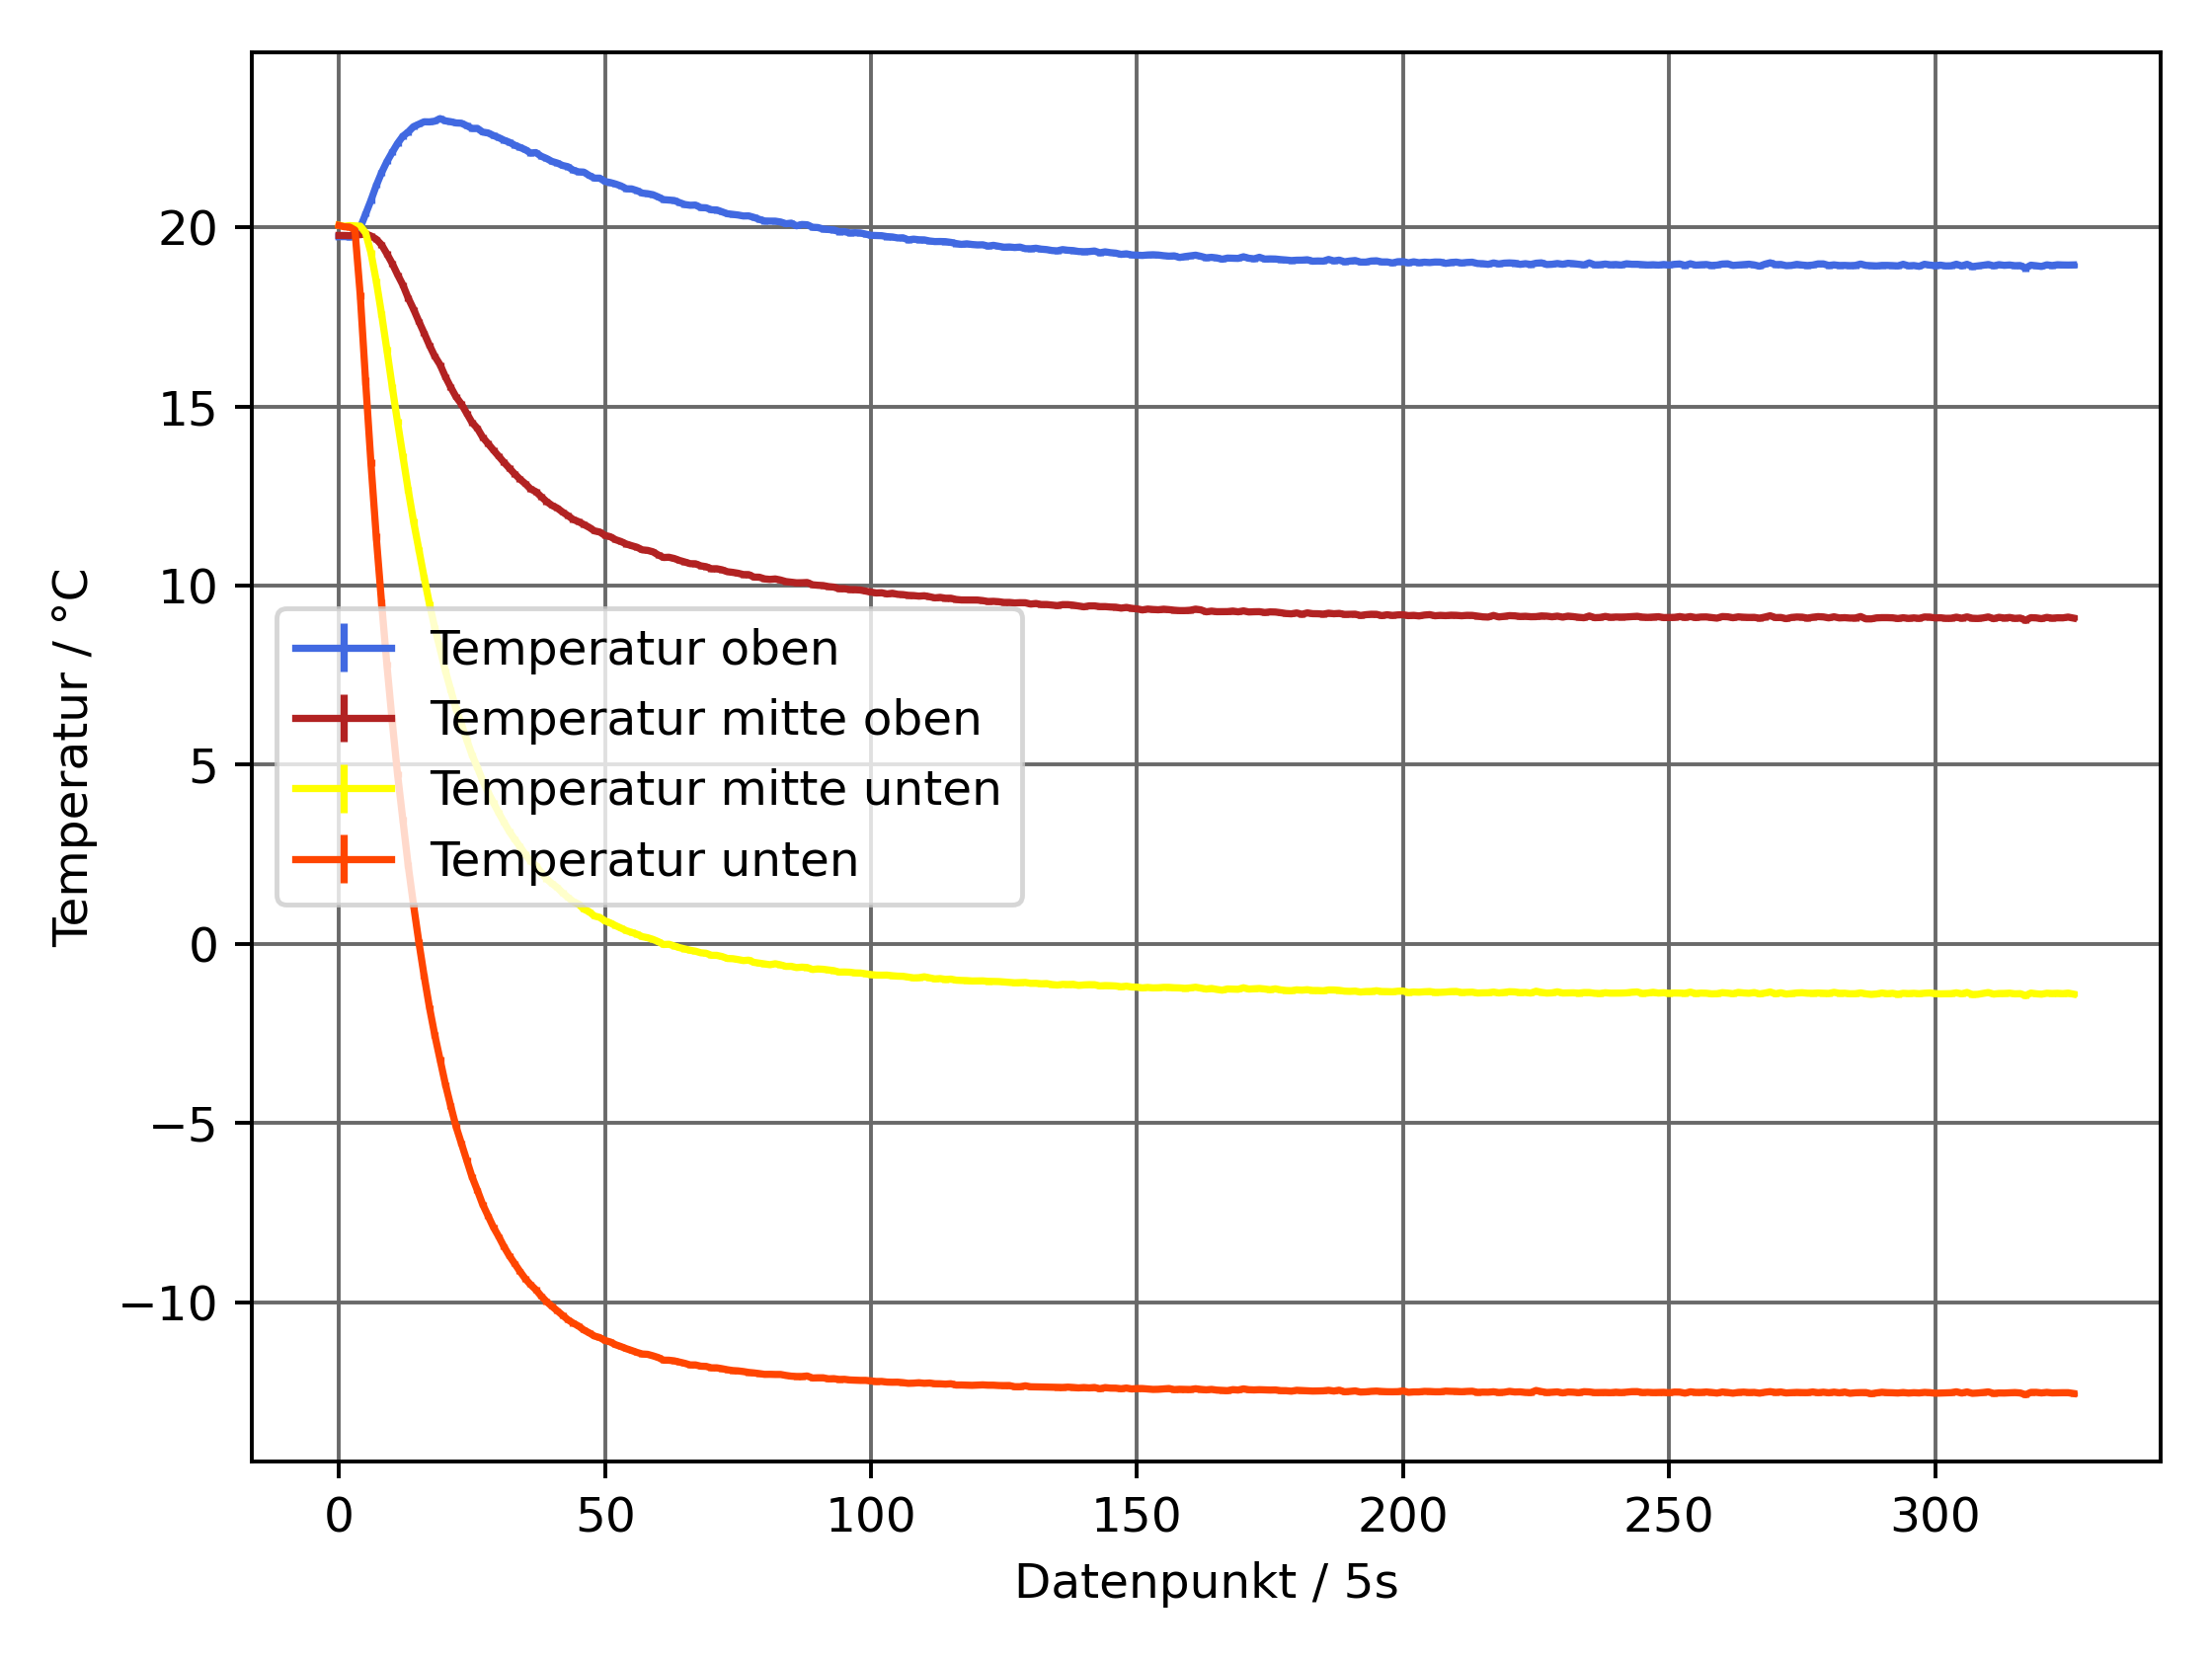 Temperatur / °C
20
15
10
5
0
−5
−10
Temperatur oben
Temperatur mitte oben
Temperatur mitte unten
Temperatur unten
0 50 100 150 200 250 300
Datenpunkt / 5s